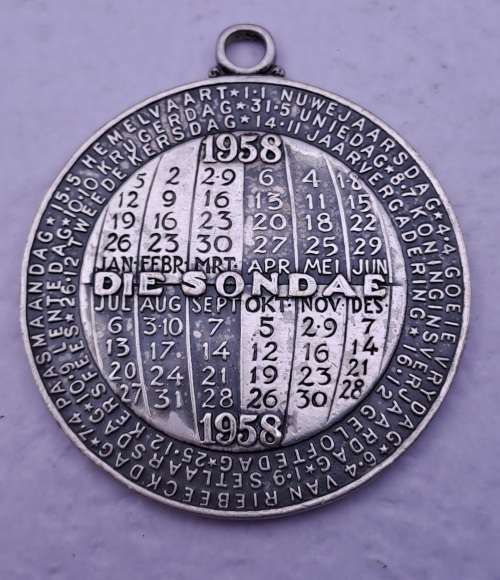 1·1 NUWEJAARSDAG * 4·4 GOEIE VRYDAG * 6·4 VAN RIEBEECKDAG * 7·4 PAASMAANDAG * 15·5 HEMELVAART *
31·5 UNIEDAG * 8·7 KONINGINSVERJAARDAG * 1·9 SETLAARSDAG * LENTEDAG * 10·10 KRUGERDAG *
14·11 JAARVERGADERING * 16·12 GELOFTEDAG * 25·12 KERSFEES * 26·12 TWEEDE KERSDAG *
1958
5 2 2·9 6 4 1·8
12 9 16 13 11 15
19 16 23 20 18 22
26 23 30 27 25 29
JAN· FEBR· MRT· APR MEI JUN
DIE SONDAE
JUL AUG SEPT OKT· NOV· DES·
6 3·10 7 5 2·9 7
13 17 14 12 16 14
20 24 21 19 23 21
27 31 28 26 30 28
1958